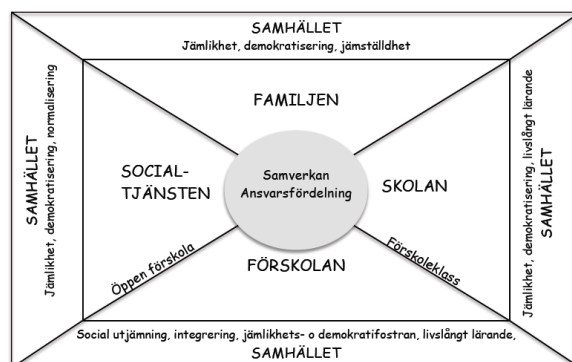 SAMHÄLLET
Jämlikhet, demokratisering, jämställdhet
SAMHÄLLET
Jämlikhet, demokratisering, normalisering
FAMILJEN
SOCIAL-
TJÄNSTEN
Samverkan
Ansvarsfördelning
SKOLAN
FÖRSKOLAN
Öppen förskola
Förskoleklass
Jämlikhet, demokratisering, livslångt lärande
SAMHÄLLET
Social utjämning, integrering, jämlikhets- o demokratifostran, livslångt lärande,
SAMHÄLLET